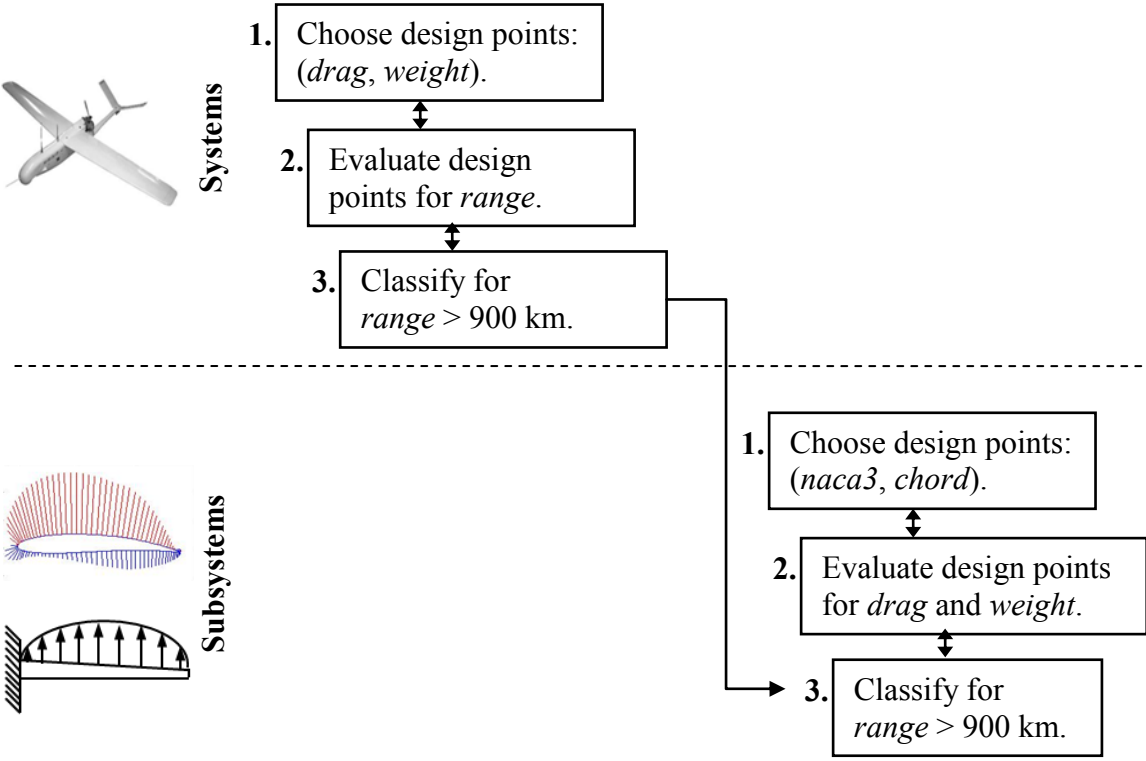 1. Choose design points:
(drag, weight).
Systems
2. Evaluate design
points for range.
3. Classify for
range > 900 km.
1. Choose design points:
(naca3, chord).
Subsystems
2. Evaluate design points
for drag and weight.
3. Classify for
range > 900 km.